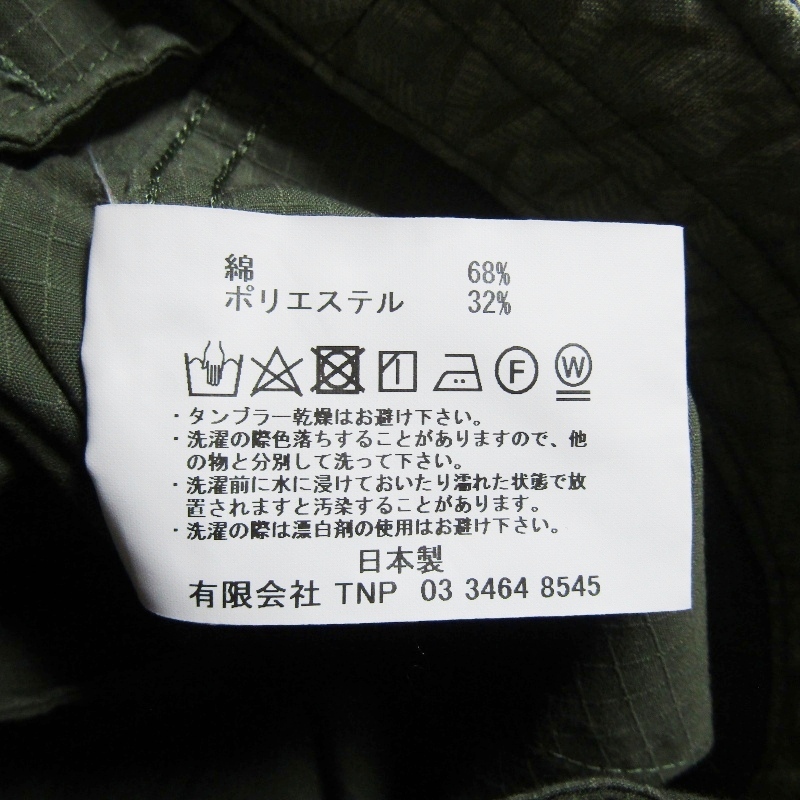 綿 68%
ポリエステル 32%
F W
・タンブラー乾燥はお避け下さい。
・洗濯の際色落ちすることがありますので、他
の物と分別して洗って下さい。
・洗濯前に水に浸けておいたり濡れた状態で放
置されますと汚染することがあります。
・洗濯の際は漂白剤の使用はお避け下さい。
日本製
有限会社 TNP 03 3464 8545